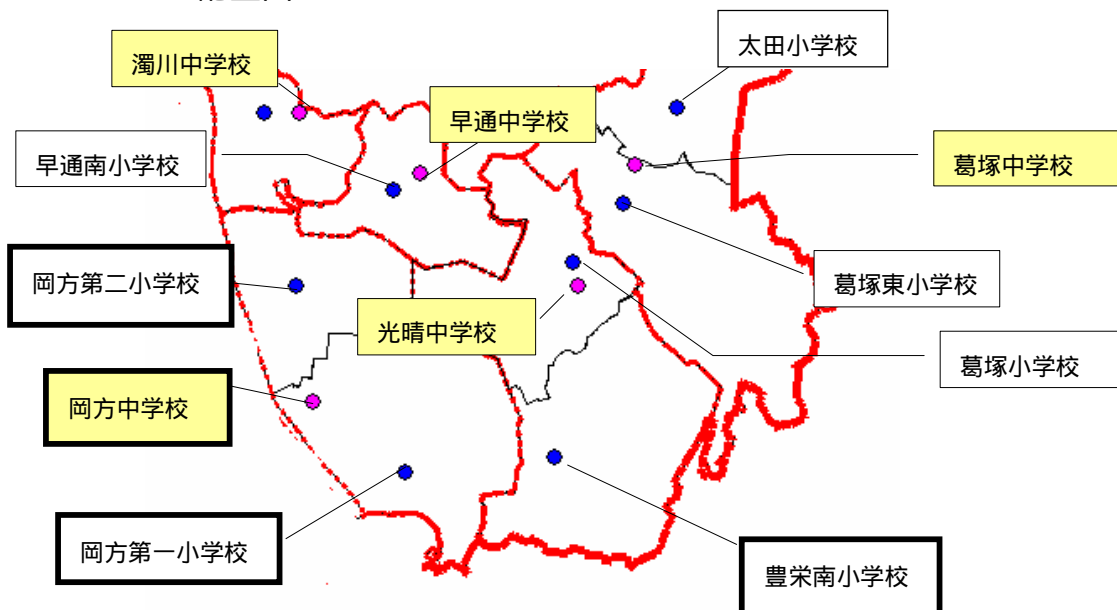 太田小学校
濁川中学校
早通中学校
早通南小学校
葛塚中学校
岡方第二小学校
葛塚東小学校
光晴中学校
葛塚小学校
岡方中学校
岡方第一小学校
豊栄南小学校